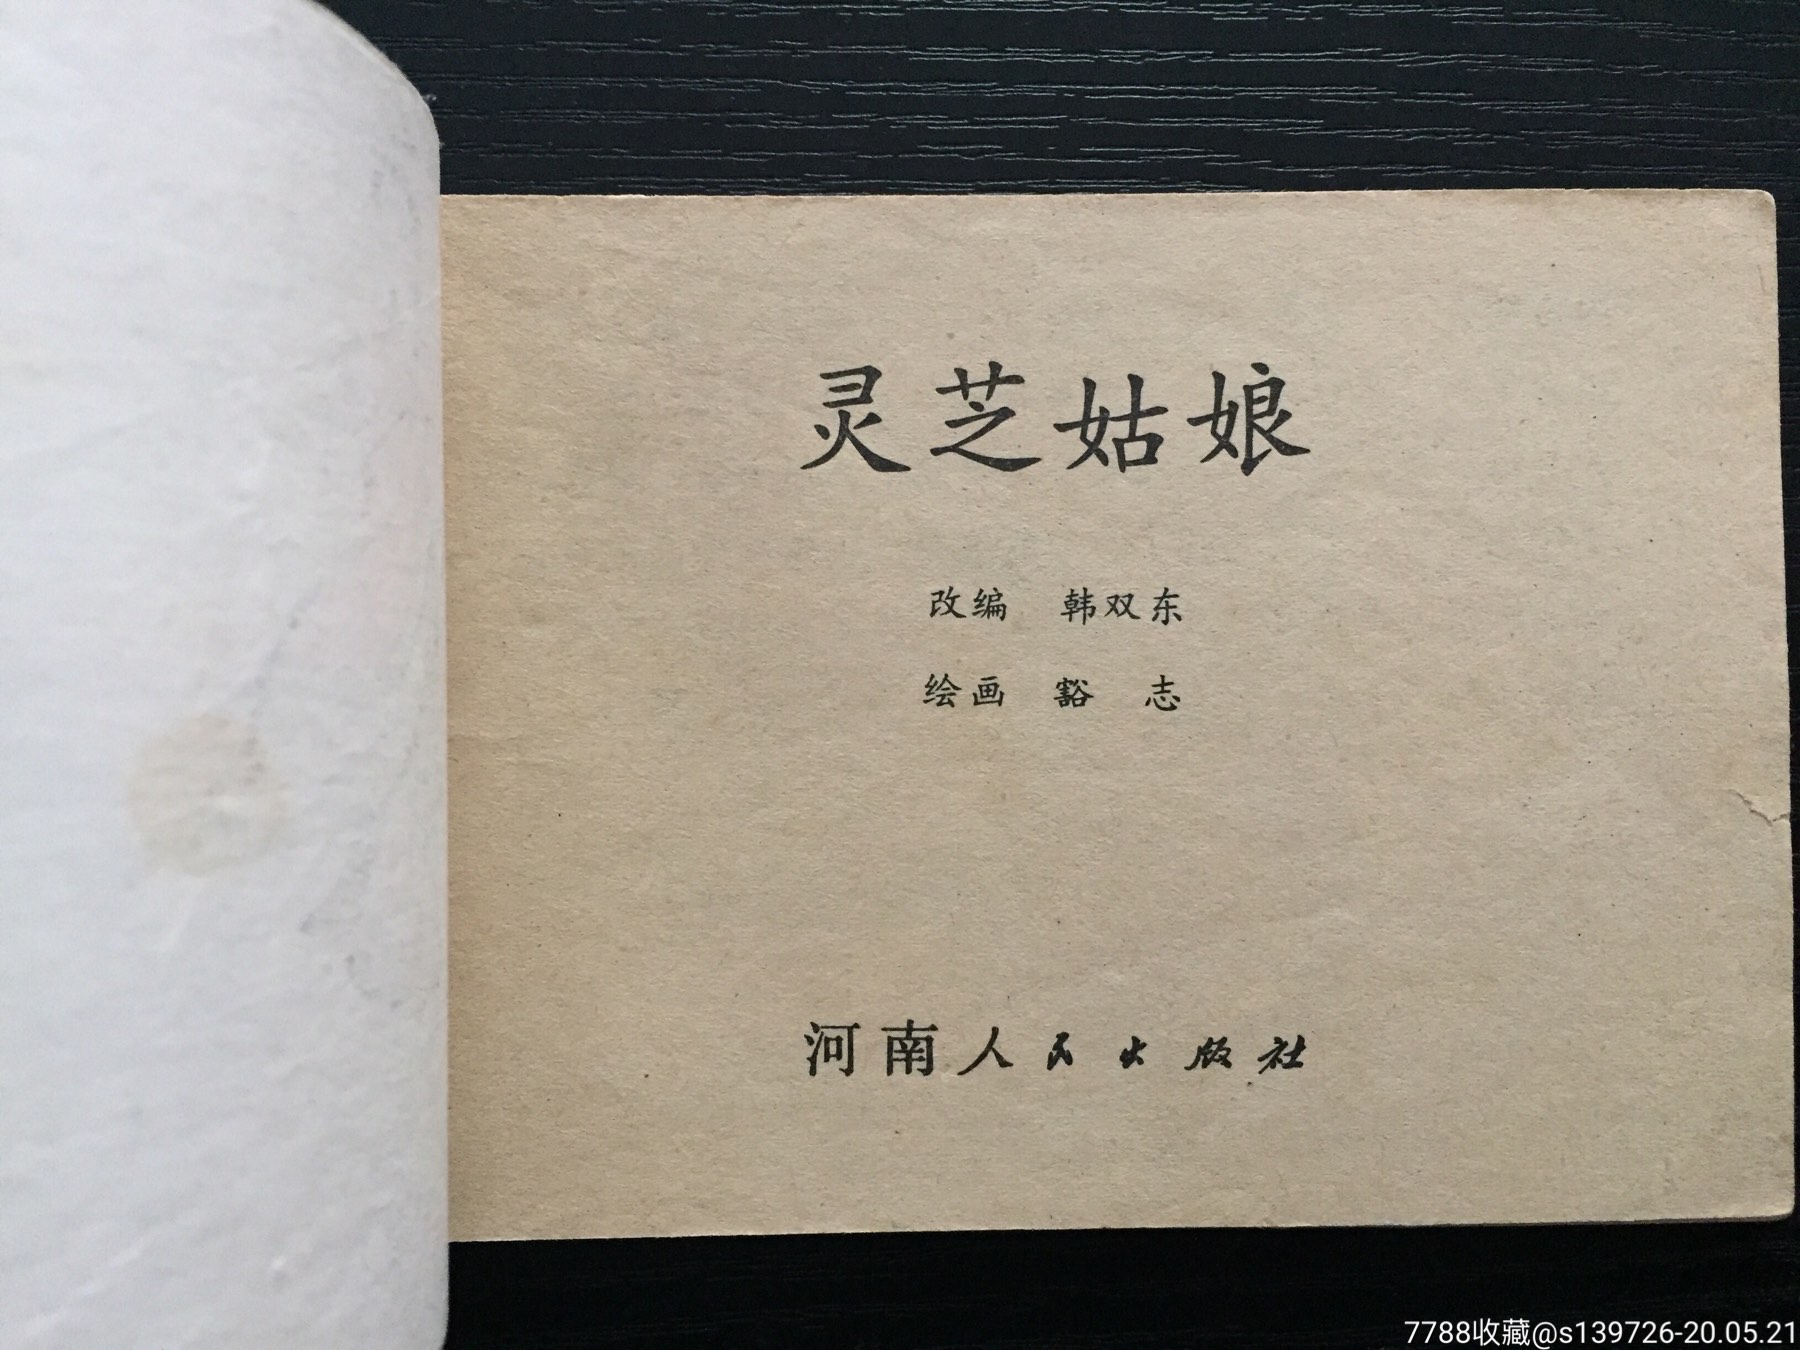 灵芝姑娘
改编 韩双东
绘画 豁 志
河南人民出版社
7788收藏@s139726-20.05.21